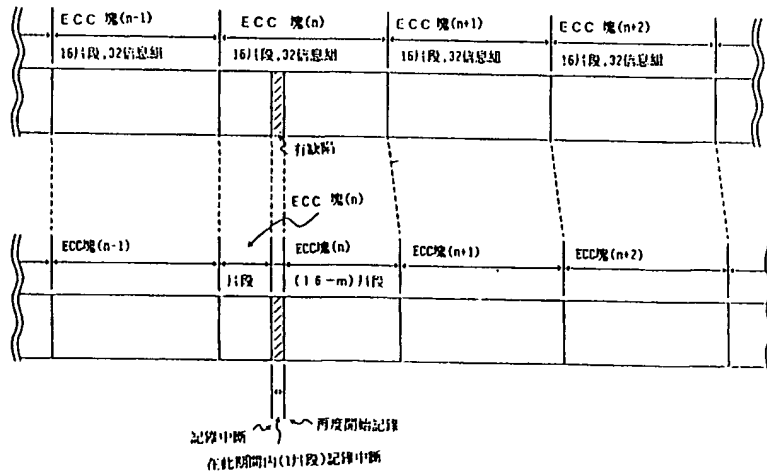 ECC 塊(n-1)
ECC 塊(n)
ECC 塊(n+1)
ECC 塊(n+2)
16片段,32信息組
16片段,32信息組
16片段,32信息組
16片段,32信息組
有缺陷
ECC 塊(n)
ECC塊(n-1)
ECC塊(n)
ECC塊(n+1)
ECC塊(n+2)
片段
(16-m)片段
記錄中斷
再度開始記錄
在此期間内(1片段)記錄中斷